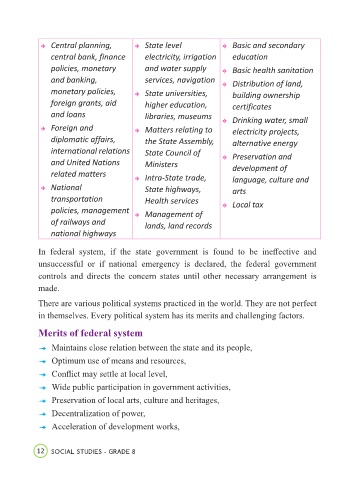 Central planning,
central bank, finance
policies, monetary
and banking,
monetary policies,
foreign grants, aid
and loans
Foreign and
diplomatic affairs,
international relations
and United Nations
related matters
National
transportation
policies, management
of railways and
national highways
State level
electricity, irrigation
and water supply
services, navigation
State universities,
higher education,
libraries, museums
Matters relating to
the State Assembly,
State Council of
Ministers
Intra-State trade,
State highways,
Health services
Management of
lands, land records
Basic and secondary
education
Basic health sanitation
Distribution of land,
building ownership
certificates
Drinking water, small
electricity projects,
alternative energy
Preservation and
development of
language, culture and
arts
Local tax
In federal system, if the state government is found to be ineffective and
unsuccessful or if national emergency is declared, the federal government
controls and directs the concern states until other necessary arrangement is
made.
There are various political systems practiced in the world. They are not perfect
in themselves. Every political system has its merits and challenging factors.
Merits of federal system
Maintains close relation between the state and its people,
Optimum use of means and resources,
Conflict may settle at local level,
Wide public participation in government activities,
Preservation of local arts, culture and heritages,
Decentralization of power,
Acceleration of development works,
12 SOCIAL STUDIES - GRADE 8